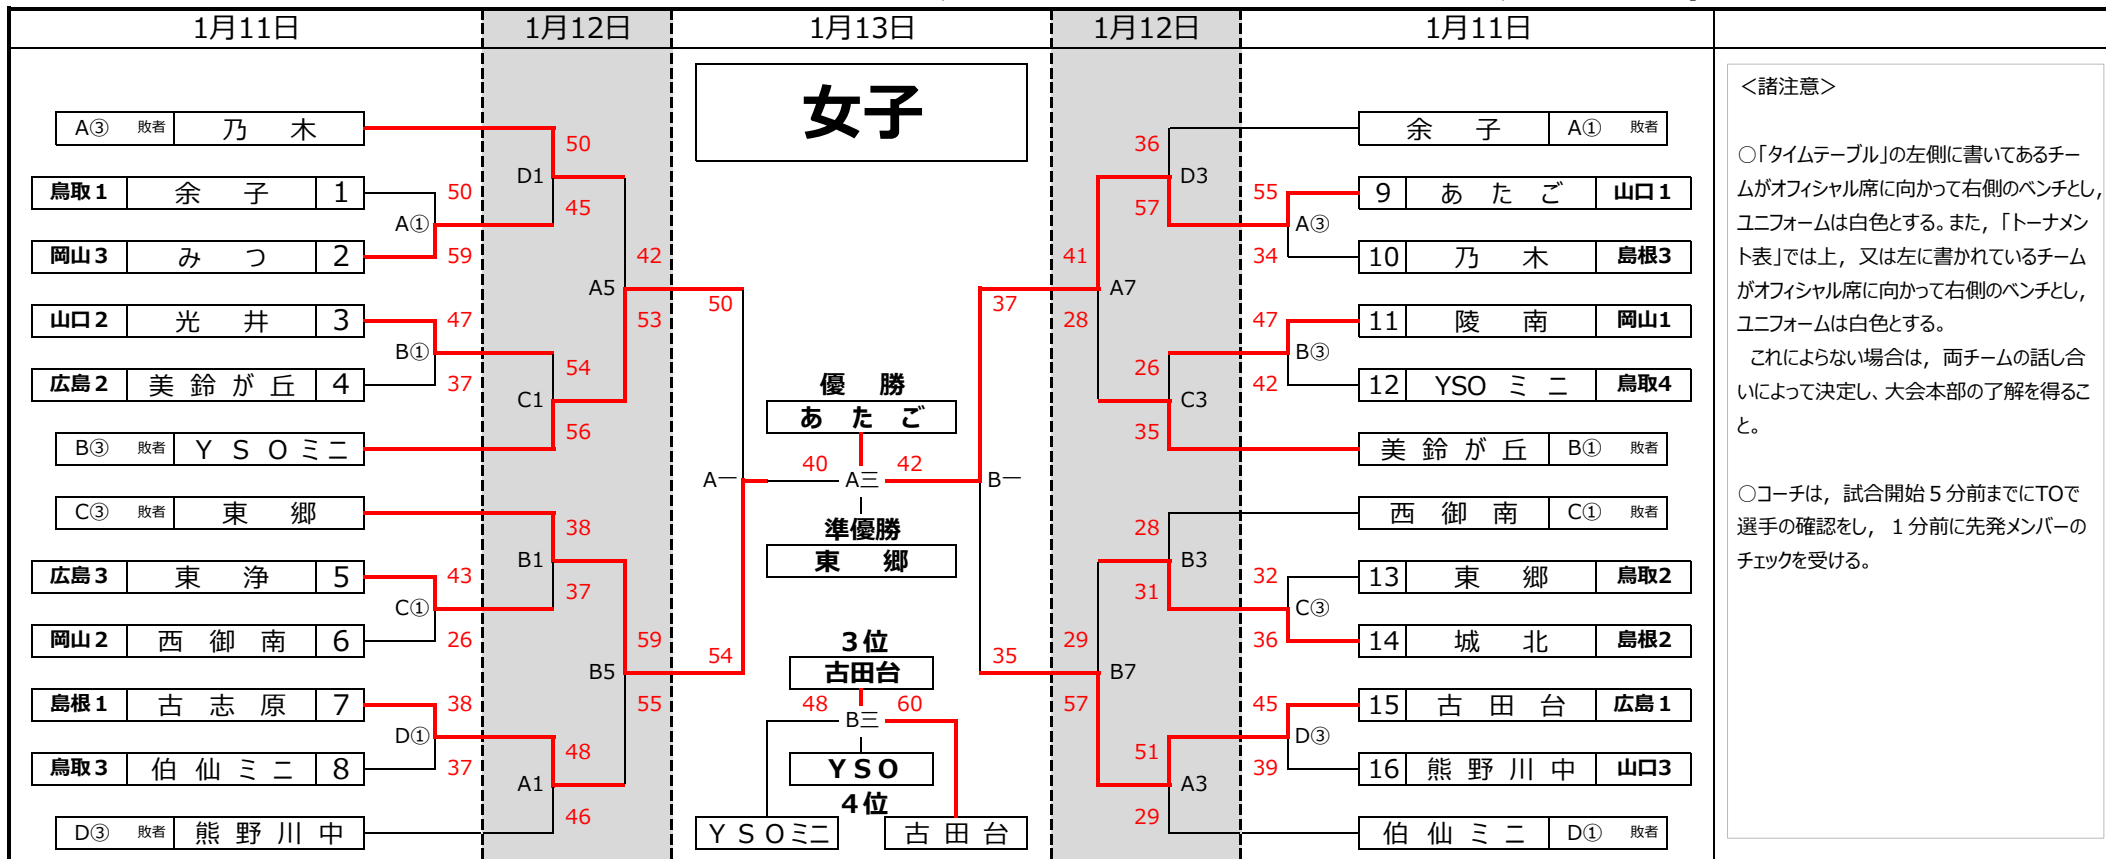 1月11日 1月12日 1月13日 1月12日 1月11日
女子
A③ 敗者 乃 木
50
鳥取1 余 子 1
50
D1
45
A①
岡山3 み つ 2
59
42
A5
53
山口2 光 井 3
47
B①
54
広島2 美 鈴 が 丘 4
37
C1
56
B③ 敗者 Y S O ミニ
50
A一
C③ 敗者 東 郷
38
広島3 東 浄 5
43
B1
37
C①
岡山2 西 御 南 6
26
59
B5
55
54
島根1 古 志 原 7
38
D①
48
鳥取3 伯 仙 ミ ニ 8
37
A1
46
D③ 敗者 熊 野 川 中
優 勝
あ た ご
40 A三 42
準優勝
東 郷
3位
古田台
48 B三 60
Y S O
4位
Y S O ミニ 古 田 台
余 子 A① 敗者
36
D3
57
55
9 あ た ご 山口1
A③
34
10 乃 木 島根3
41
A7
28
37
47
11 陵 南 岡山1
B③
26
42
12 YSO ミ ニ 鳥取4
C3
35
美 鈴 が 丘 B① 敗者
B一
西 御 南 C① 敗者
28
B3
31
32
13 東 郷 鳥取2
C③
36
14 城 北 島根2
29
B7
57
35
45
15 古 田 台 広島1
D③
51
39
16 熊 野 川 中 山口3
A3
29
伯 仙 ミ ニ D① 敗者
＜諸注意＞
○「タイムテーブル」の左側に書いてあるチー
ムがオフィシャル席に向かって右側のベンチとし，
ユニフォームは白色とする。また，「トーナメン
ト表」では上，又は左に書かれているチーム
がオフィシャル席に向かって右側のベンチとし，
ユニフォームは白色とする。
これによらない場合は，両チームの話し合
いによって決定し、大会本部の了解を得るこ
と。
○コーチは，試合開始５分前までにTOで
選手の確認をし，１分前に先発メンバーの
チェックを受ける。